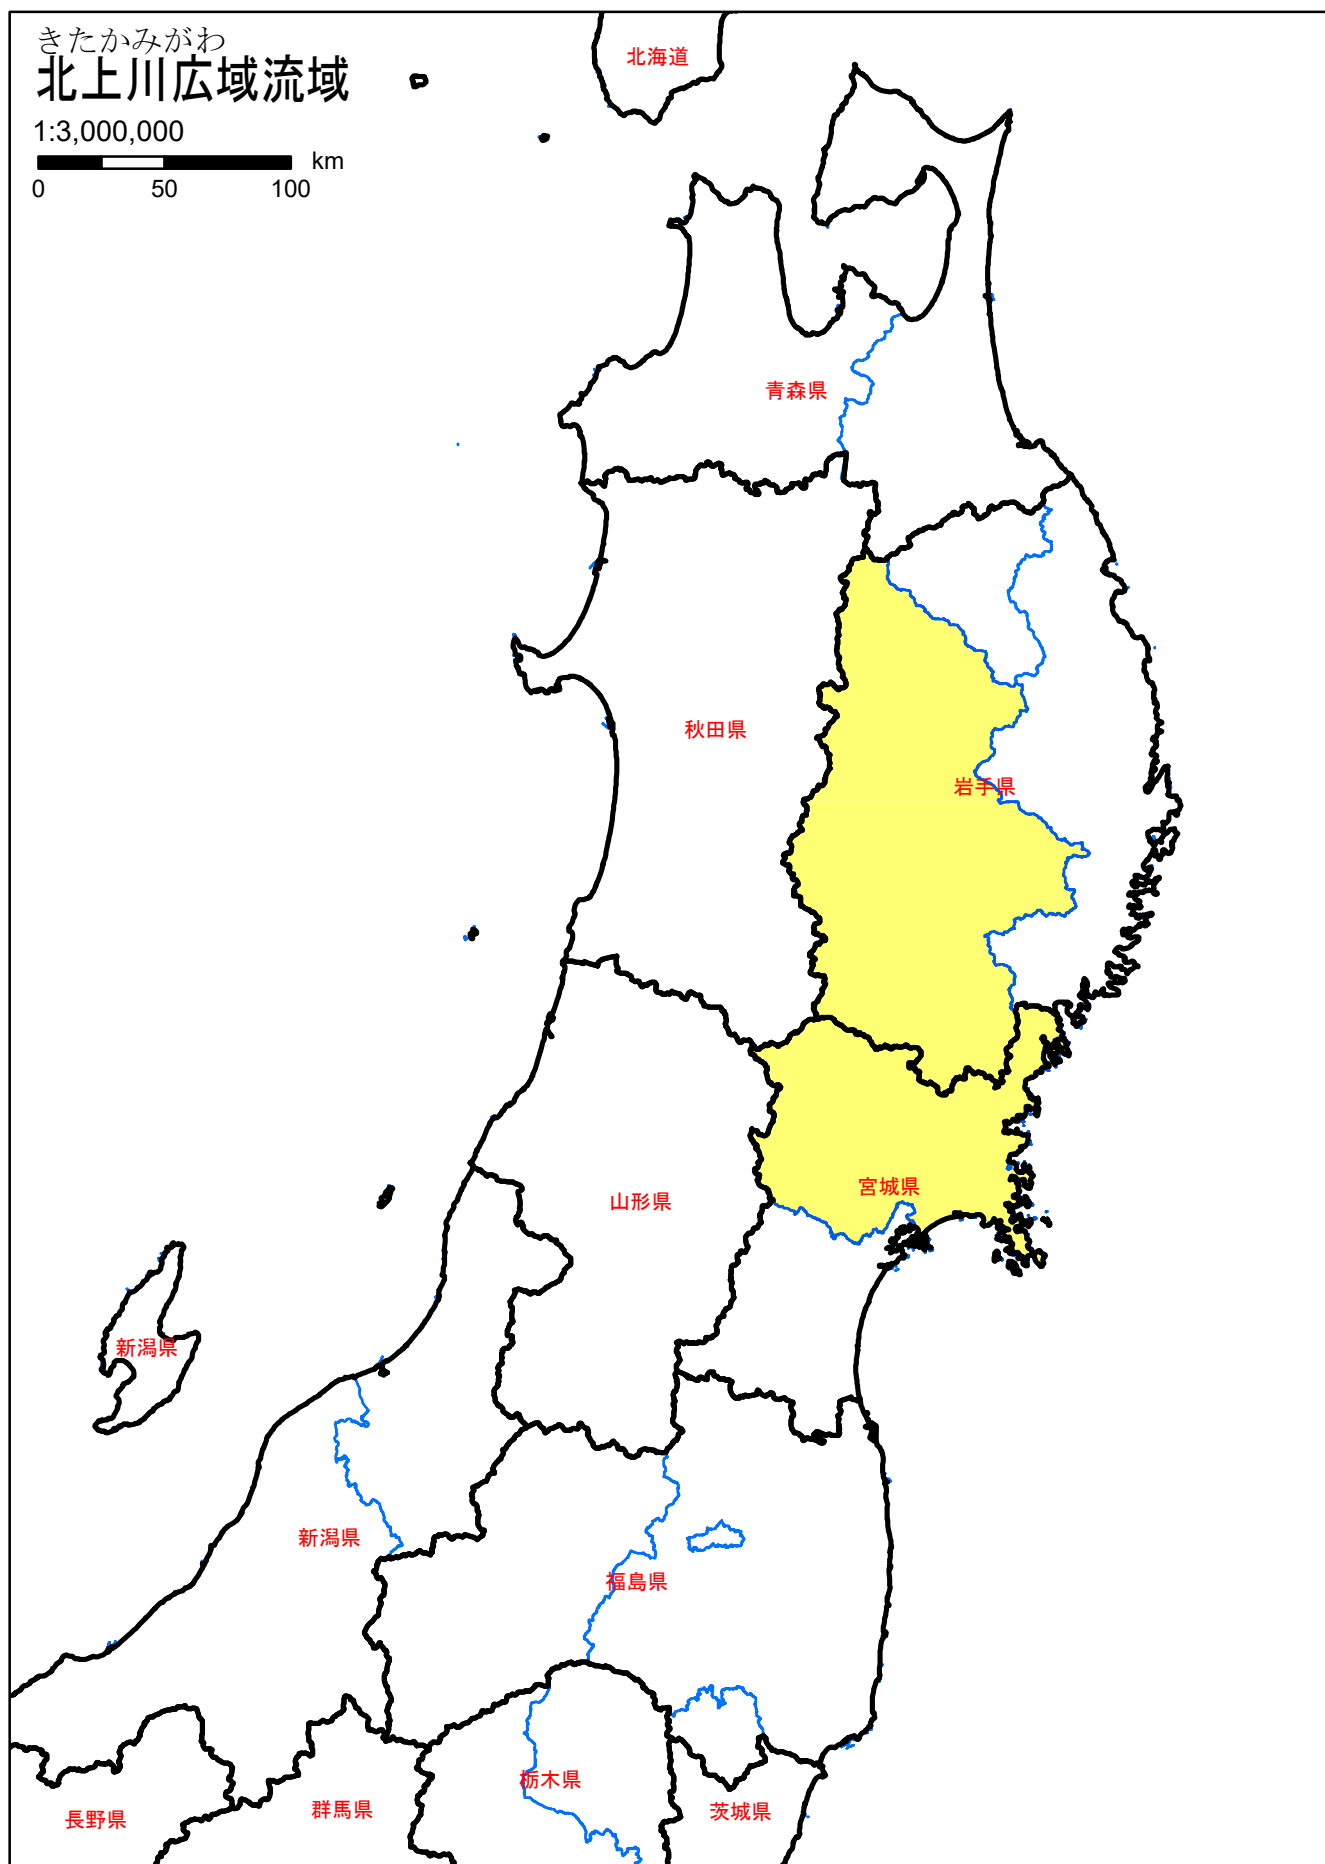 きたかみがわ
北上川広域流域
1:3,000,000
km
0 50 100
北海道
青森県
秋田県
岩手県
宮城県
山形県
新潟県
新潟県
福島県
栃木県
長野県
群馬県
茨城県